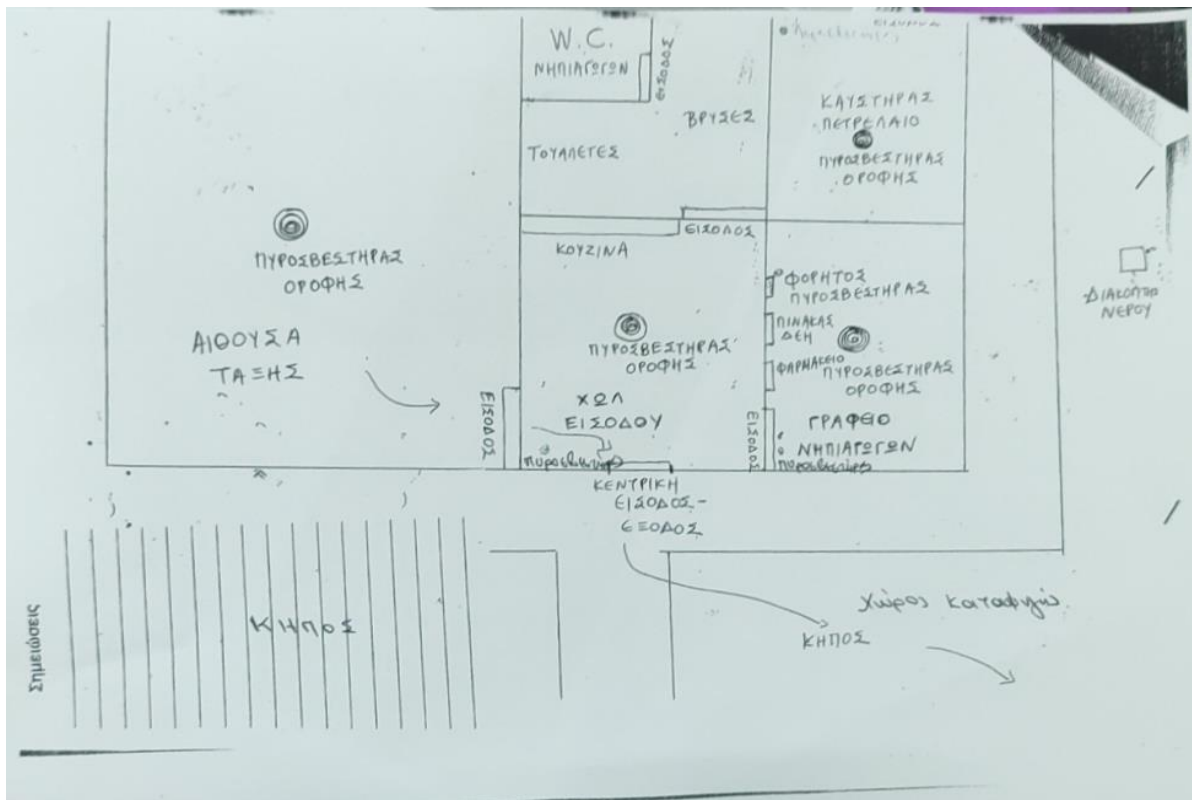 W.C.
ΝΗΠΙΑΓΩΓΩΝ
ΕΙΣΟΔΟΣ
ΒΡΥΣΕΣ
ΤΟΥΑΛΕΤΕΣ
ΚΑΥΣΤΗΡΑΣ
ΠΕΤΡΕΛΑΙΟ
ΠΥΡΟΣΒΕΣΤΗΡΑΣ
ΟΡΟΦΗΣ
ΕΙΣΟΔΟΣ
ΚΟΥΖΙΝΑ
ΠΥΡΟΣΒΕΣΤΗΡΑΣ
ΟΡΟΦΗΣ
ΑΙΘΟΥΣΑ
ΤΑΞΗΣ
ΕΙΣΟΔΟΣ
ΠΥΡΟΣΒΕΣΤΗΡΑΣ
ΟΡΟΦΗΣ
ΧΩΛ
ΕΙΣΟΔΟΥ
ΦΟΡΗΤΟΣ
ΠΥΡΟΣΒΕΣΤΗΡΑΣ
ΠΙΝΑΚΑΣ
ΔΕΗ
ΦΑΡΜΑΚΕΙΟ
ΠΥΡΟΣΒΕΣΤΗΡΑΣ
ΟΡΟΦΗΣ
ΕΙΣΟΔΟΣ
ΓΡΑΦΕΙΟ
ΝΗΠΙΑΓΩΓΩΝ
ΔΙΑΚΟΠΤΗ
ΝΕΡΟΥ
ΚΕΝΤΡΙΚΗ
ΕΙΣΟΔΟΣ-
ΕΞΟΔΟΣ
Σημειώσεις
ΚΗΠΟΣ
Χώρος καταφυγής
ΚΗΠΟΣ